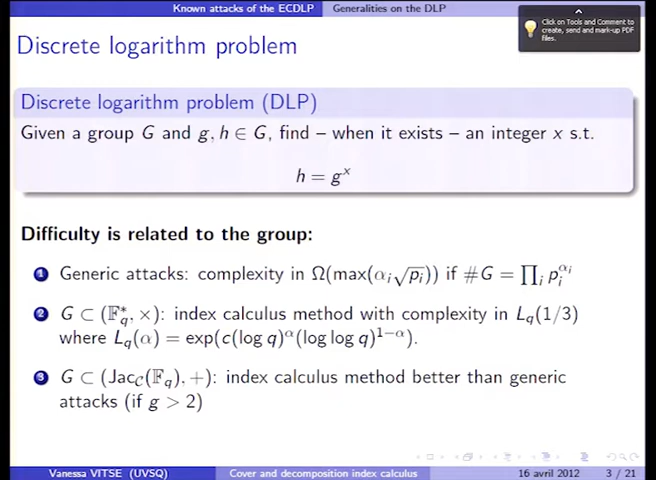 Known attacks of the ECDLP Generalities on the DLP
Click on Tools and Comment to
create, send and mark-up PDF
files.
Discrete logarithm problem
Discrete logarithm problem (DLP)
Given a group G and g, h ∈ G, find – when it exists – an integer x s.t.
h = g^x
Difficulty is related to the group:
1 Generic attacks: complexity in Ω(max(α_i√p_i)) if #G = ∏_i p_i^{α_i}
2 G ⊂ (𝔽_q^*, ×): index calculus method with complexity in L_q(1/3)
where L_q(α) = exp(c(log q)^α(log log q)^{1−α}).
3 G ⊂ (Jac_𝒞(𝔽_q), +): index calculus method better than generic
attacks (if g > 2)
Vanessa VITSE (UVSQ) Cover and decomposition index calculus 16 avril 2012 3 / 21